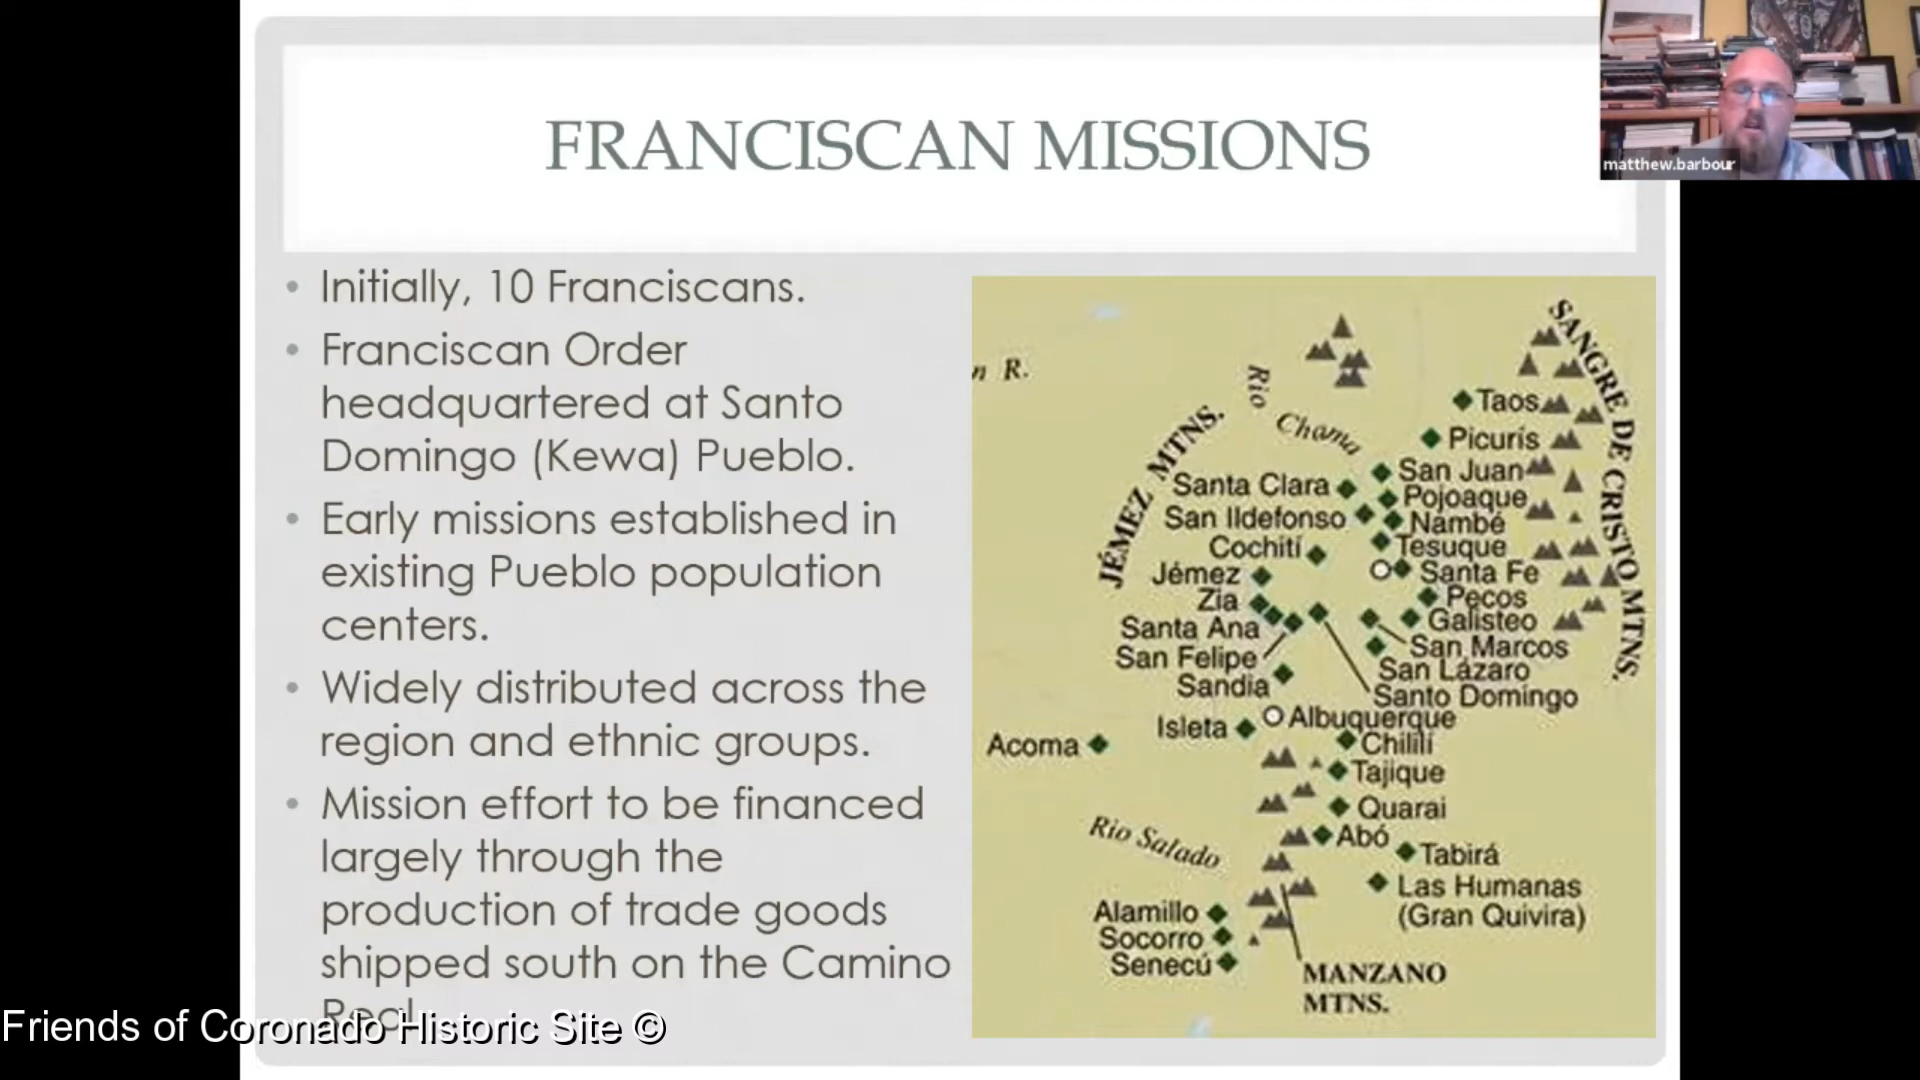 FRANCISCAN MISSIONS
matthew.barbour
• Initially, 10 Franciscans.
• Franciscan Order
headquartered at Santo
Domingo (Kewa) Pueblo.
• Early missions established in
existing Pueblo population
centers.
• Widely distributed across the
region and ethnic groups.
• Mission effort to be financed
largely through the
production of trade goods
shipped south on the Camino
Real
Friends of Coronado Historic Site ©
n R.
Rio
Chama
JÉMEZ MTNS.
SANGRE DE CRISTO MTNS.
Taos
Picurís
San Juan
Santa Clara
Pojoaque
San Ildefonso
Nambé
Cochití
Tesuque
Jémez
Santa Fe
Zia
Pecos
Santa Ana
Galisteo
San Felipe
San Marcos
San Lázaro
Sandia
Santo Domingo
Isleta
Albuquerque
Acoma
Chililí
Tajique
Quarai
Rio Salado
Abó
Tabirá
Las Humanas
(Gran Quivira)
Alamillo
Socorro
Senecú
MANZANO
MTNS.